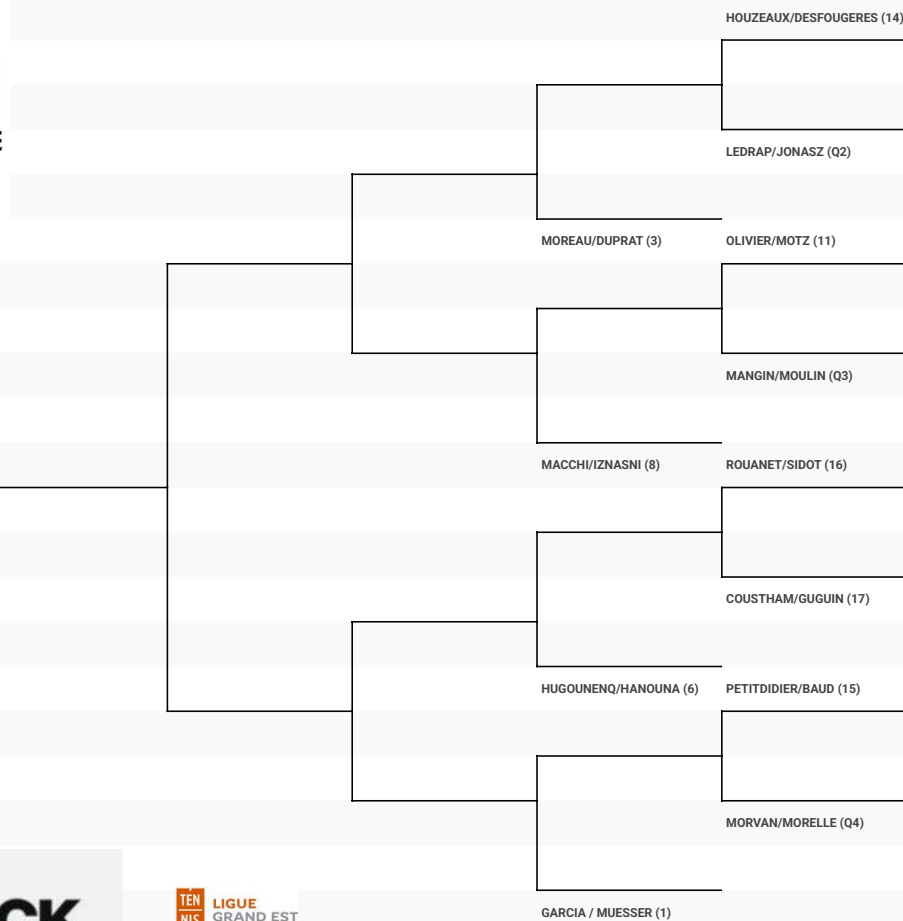 HOUZEAUX/DESFOUGERES (14)
LEDRAP/JONASZ (Q2)
MOREAU/DUPRAT (3)
OLIVIER/MOTZ (11)
MANGIN/MOULIN (Q3)
MACCHI/IZNASNI (8)
ROUANET/SIDOT (16)
COUSTHAM/GUGUIN (17)
HUGOUNENQ/HANOUNA (6)
PETITDIDIER/BAUD (15)
MORVAN/MORELLE (Q4)
GARCIA / MUESSER (1)
TEN
NIS
LIGUE
GRAND EST